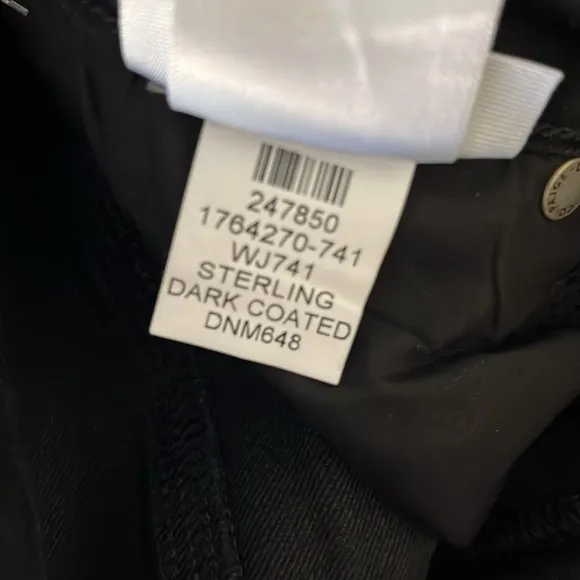 247850
1764270-741
WJ741
STERLING
DARK COATED
DNM648